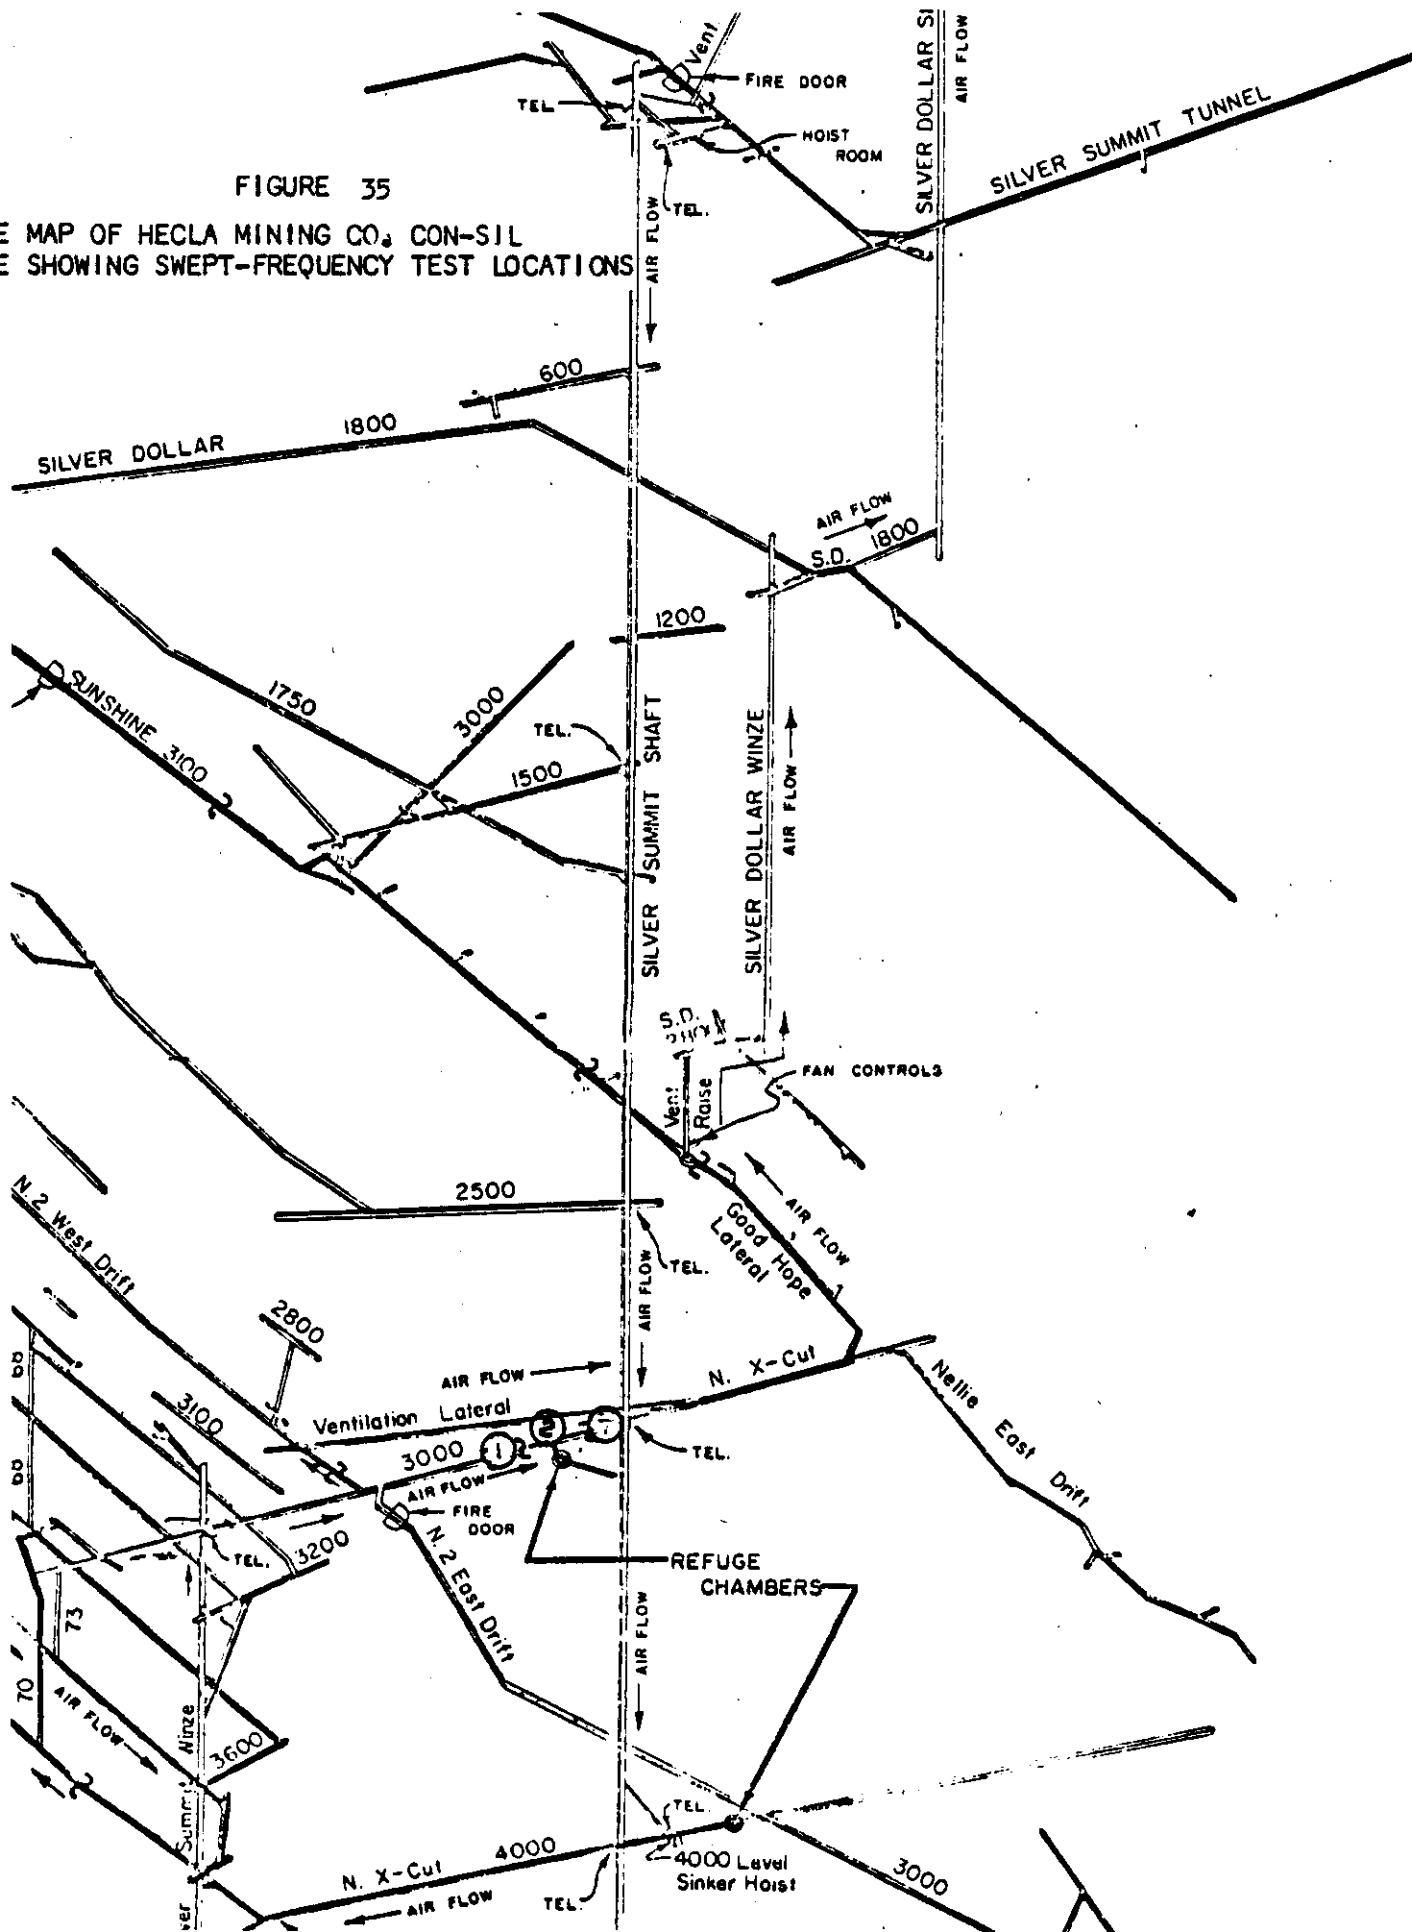 Vent
FIRE DOOR
TEL.
HOIST
ROOM
TEL.
AIR FLOW
SILVER DOLLAR SI
AIR FLOW
SILVER SUMMIT TUNNEL
FIGURE 35
E MAP OF HECLA MINING CO. CON-SIL
E SHOWING SWEPT-FREQUENCY TEST LOCATIONS
600
1800
SILVER DOLLAR
AIR FLOW
S.D. 1800
1200
SUNSHINE 3100
1750
3000
TEL.
1500
SILVER SUMMIT SHAFT
SILVER DOLLAR WINZE
AIR FLOW
S.D.
Vent
Raise
FAN CONTROLS
N. 2 West Drift
2500
TEL.
AIR FLOW
Good Hope
Lateral
AIR FLOW
2800
AIR FLOW
N. X-Cut
Nellie East Drift
Ventilation Lateral
3100
3000
1
2
7
TEL.
AIR FLOW
FIRE
DOOR
TEL.
3200
N. 2 East Drift
REFUGE
CHAMBERS
73
70
AIR FLOW
AIR FLOW
3600
Summit Winze
TEL.
N. X-Cut 4000
4000 Level
Sinker Hoist
3000
AIR FLOW
TEL.
ver